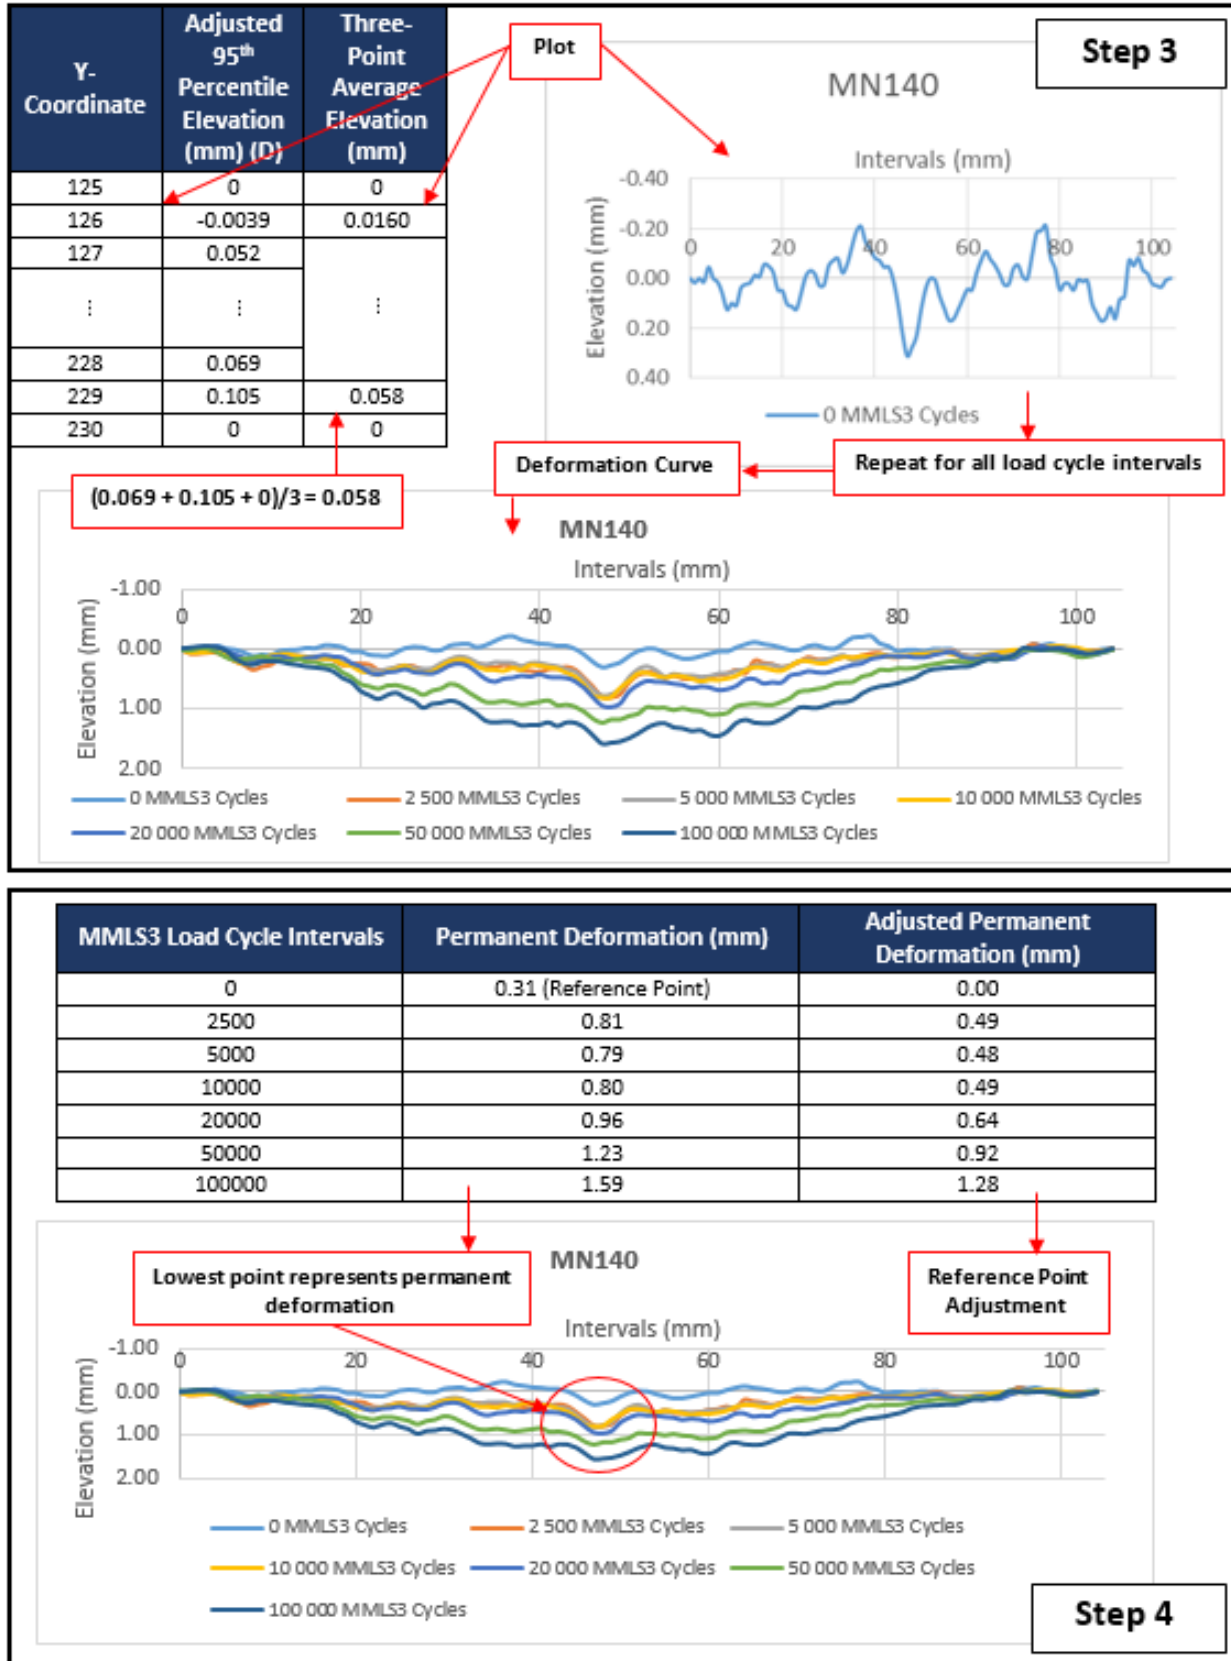 Step 3
Plot
Y-
Coordinate
Adjusted
95th
Percentile
Elevation
(mm) (D)
Three-
Point
Average
Elevation
(mm)
125 0 0
126 -0.0039 0.0160
127 0.052
⋮ ⋮ ⋮
228 0.069
229 0.105 0.058
230 0 0
(0.069 + 0.105 + 0)/3 = 0.058
MN140
Intervals (mm)
Elevation (mm)
-0.40
-0.20
0.00
0.20
0.40
0 20 40 60 80 100
0 MMLS3 Cycles
Repeat for all load cycle intervals
Deformation Curve
MN140
Intervals (mm)
Elevation (mm)
-1.00
0.00
1.00
2.00
0 20 40 60 80 100
0 MMLS3 Cycles 2 500 MMLS3 Cycles 5 000 MMLS3 Cycles 10 000 MMLS3 Cycles
20 000 MMLS3 Cycles 50 000 MMLS3 Cycles 100 000 MMLS3 Cycles
MMLS3 Load Cycle Intervals Permanent Deformation (mm) Adjusted Permanent
Deformation (mm)
0 0.31 (Reference Point) 0.00
2500 0.81 0.49
5000 0.79 0.48
10000 0.80 0.49
20000 0.96 0.64
50000 1.23 0.92
100000 1.59 1.28
Lowest point represents permanent
deformation
Reference Point
Adjustment
MN140
Intervals (mm)
Elevation (mm)
-1.00
0.00
1.00
2.00
0 20 40 60 80 100
0 MMLS3 Cycles 2 500 MMLS3 Cycles 5 000 MMLS3 Cycles
10 000 MMLS3 Cycles 20 000 MMLS3 Cycles 50 000 MMLS3 Cycles
100 000 MMLS3 Cycles
Step 4